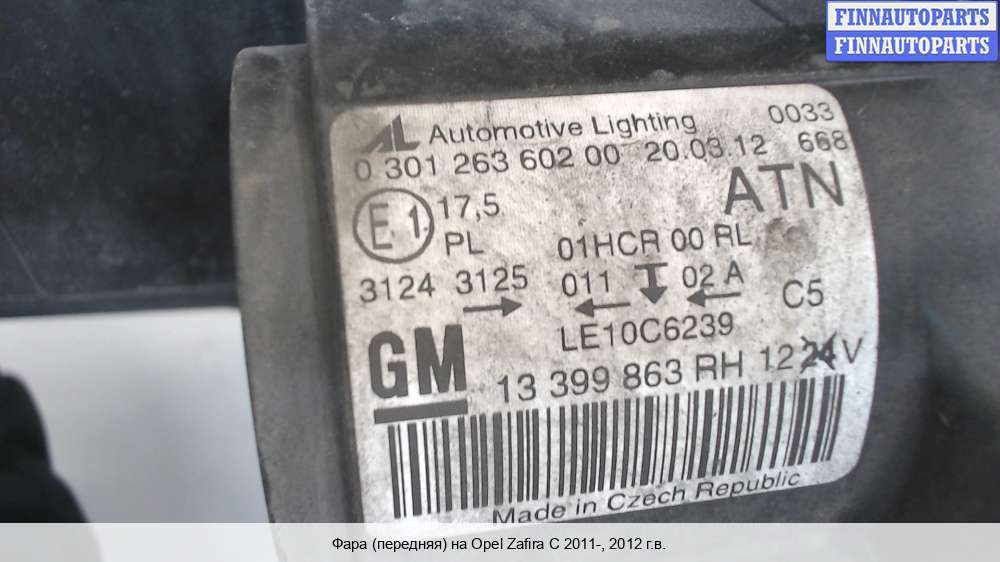 FINNAUTOPARTS
FINNAUTOPARTS
AL Automotive Lighting 0033
0 301 263 602 00 20.03.12 668
E1 17,5 ATN
PL 01HCR 00 RL
3124 3125 011 02 A C5
LE10C6239
GM 13 399 863 RH 12 24 V
Made in Czech Republic
Фара (передняя) на Opel Zafira C 2011-, 2012 г.в.